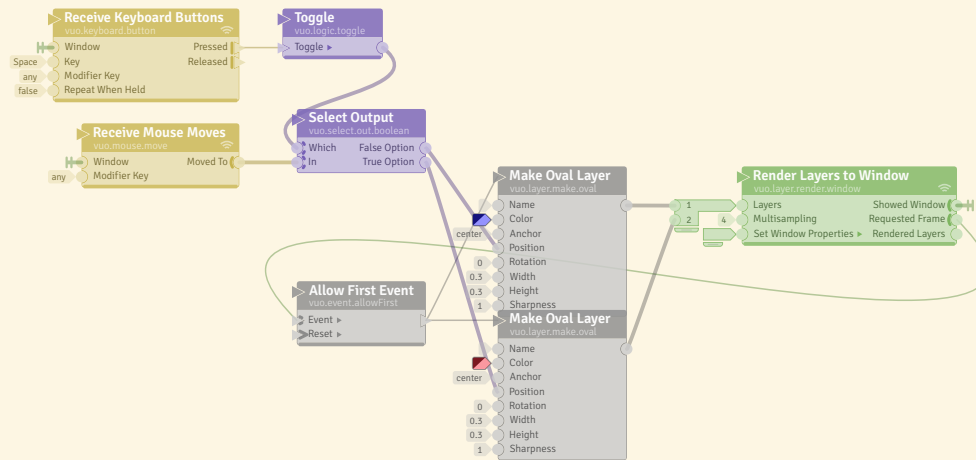 Receive Keyboard Buttons
vuo.keyboard.button
Window Pressed
Space Key Released
any Modifier Key
false Repeat When Held
Toggle
vuo.logic.toggle
Toggle
Receive Mouse Moves
vuo.mouse.move
Window Moved To
any Modifier Key
Select Output
vuo.select.out.boolean
Which False Option
In True Option
Make Oval Layer
vuo.layer.make.oval
Name
Color
center Anchor
Position
0 Rotation
0.3 Width
0.3 Height
1 Sharpness
Render Layers to Window
vuo.layer.render.window
1 Layers Showed Window
2 4 Multisampling Requested Frame
Set Window Properties Rendered Layers
Allow First Event
vuo.event.allowFirst
Event
Reset
Make Oval Layer
vuo.layer.make.oval
Name
Color
center Anchor
Position
0 Rotation
0.3 Width
0.3 Height
1 Sharpness